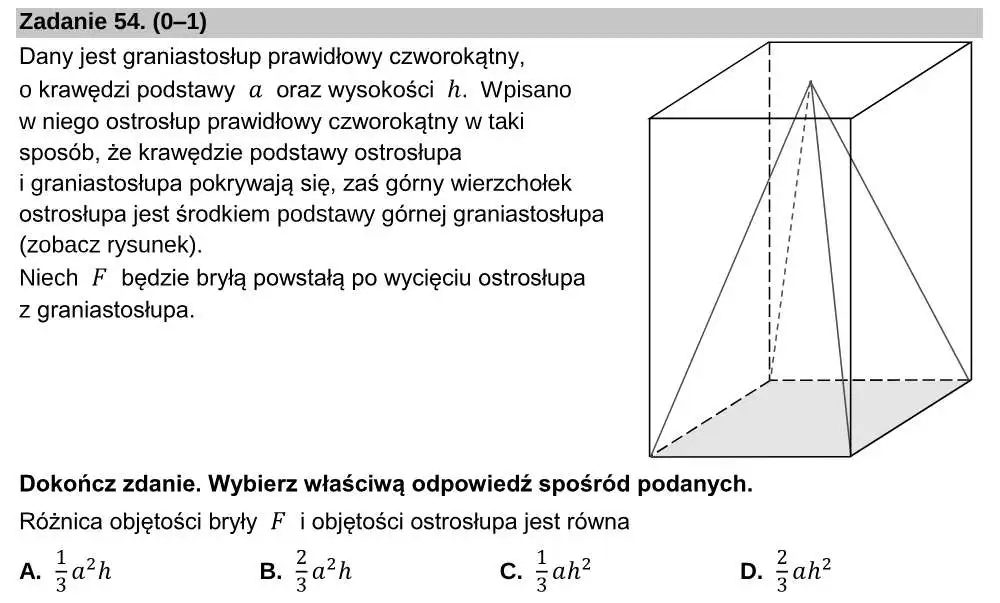 Zadanie 54. (0–1)
Dany jest graniastosłup prawidłowy czworokątny,
o krawędzi podstawy a oraz wysokości h. Wpisano
w niego ostrosłup prawidłowy czworokątny w taki
sposób, że krawędzie podstawy ostrosłupa
i graniastosłupa pokrywają się, zaś górny wierzchołek
ostrosłupa jest środkiem podstawy górnej graniastosłupa
(zobacz rysunek).
Niech F będzie bryłą powstałą po wycięciu ostrosłupa
z graniastosłupa.
Dokończ zdanie. Wybierz właściwą odpowiedź spośród podanych.
Różnica objętości bryły F i objętości ostrosłupa jest równa
A. 1/3 a²h B. 2/3 a²h C. 1/3 ah² D. 2/3 ah²